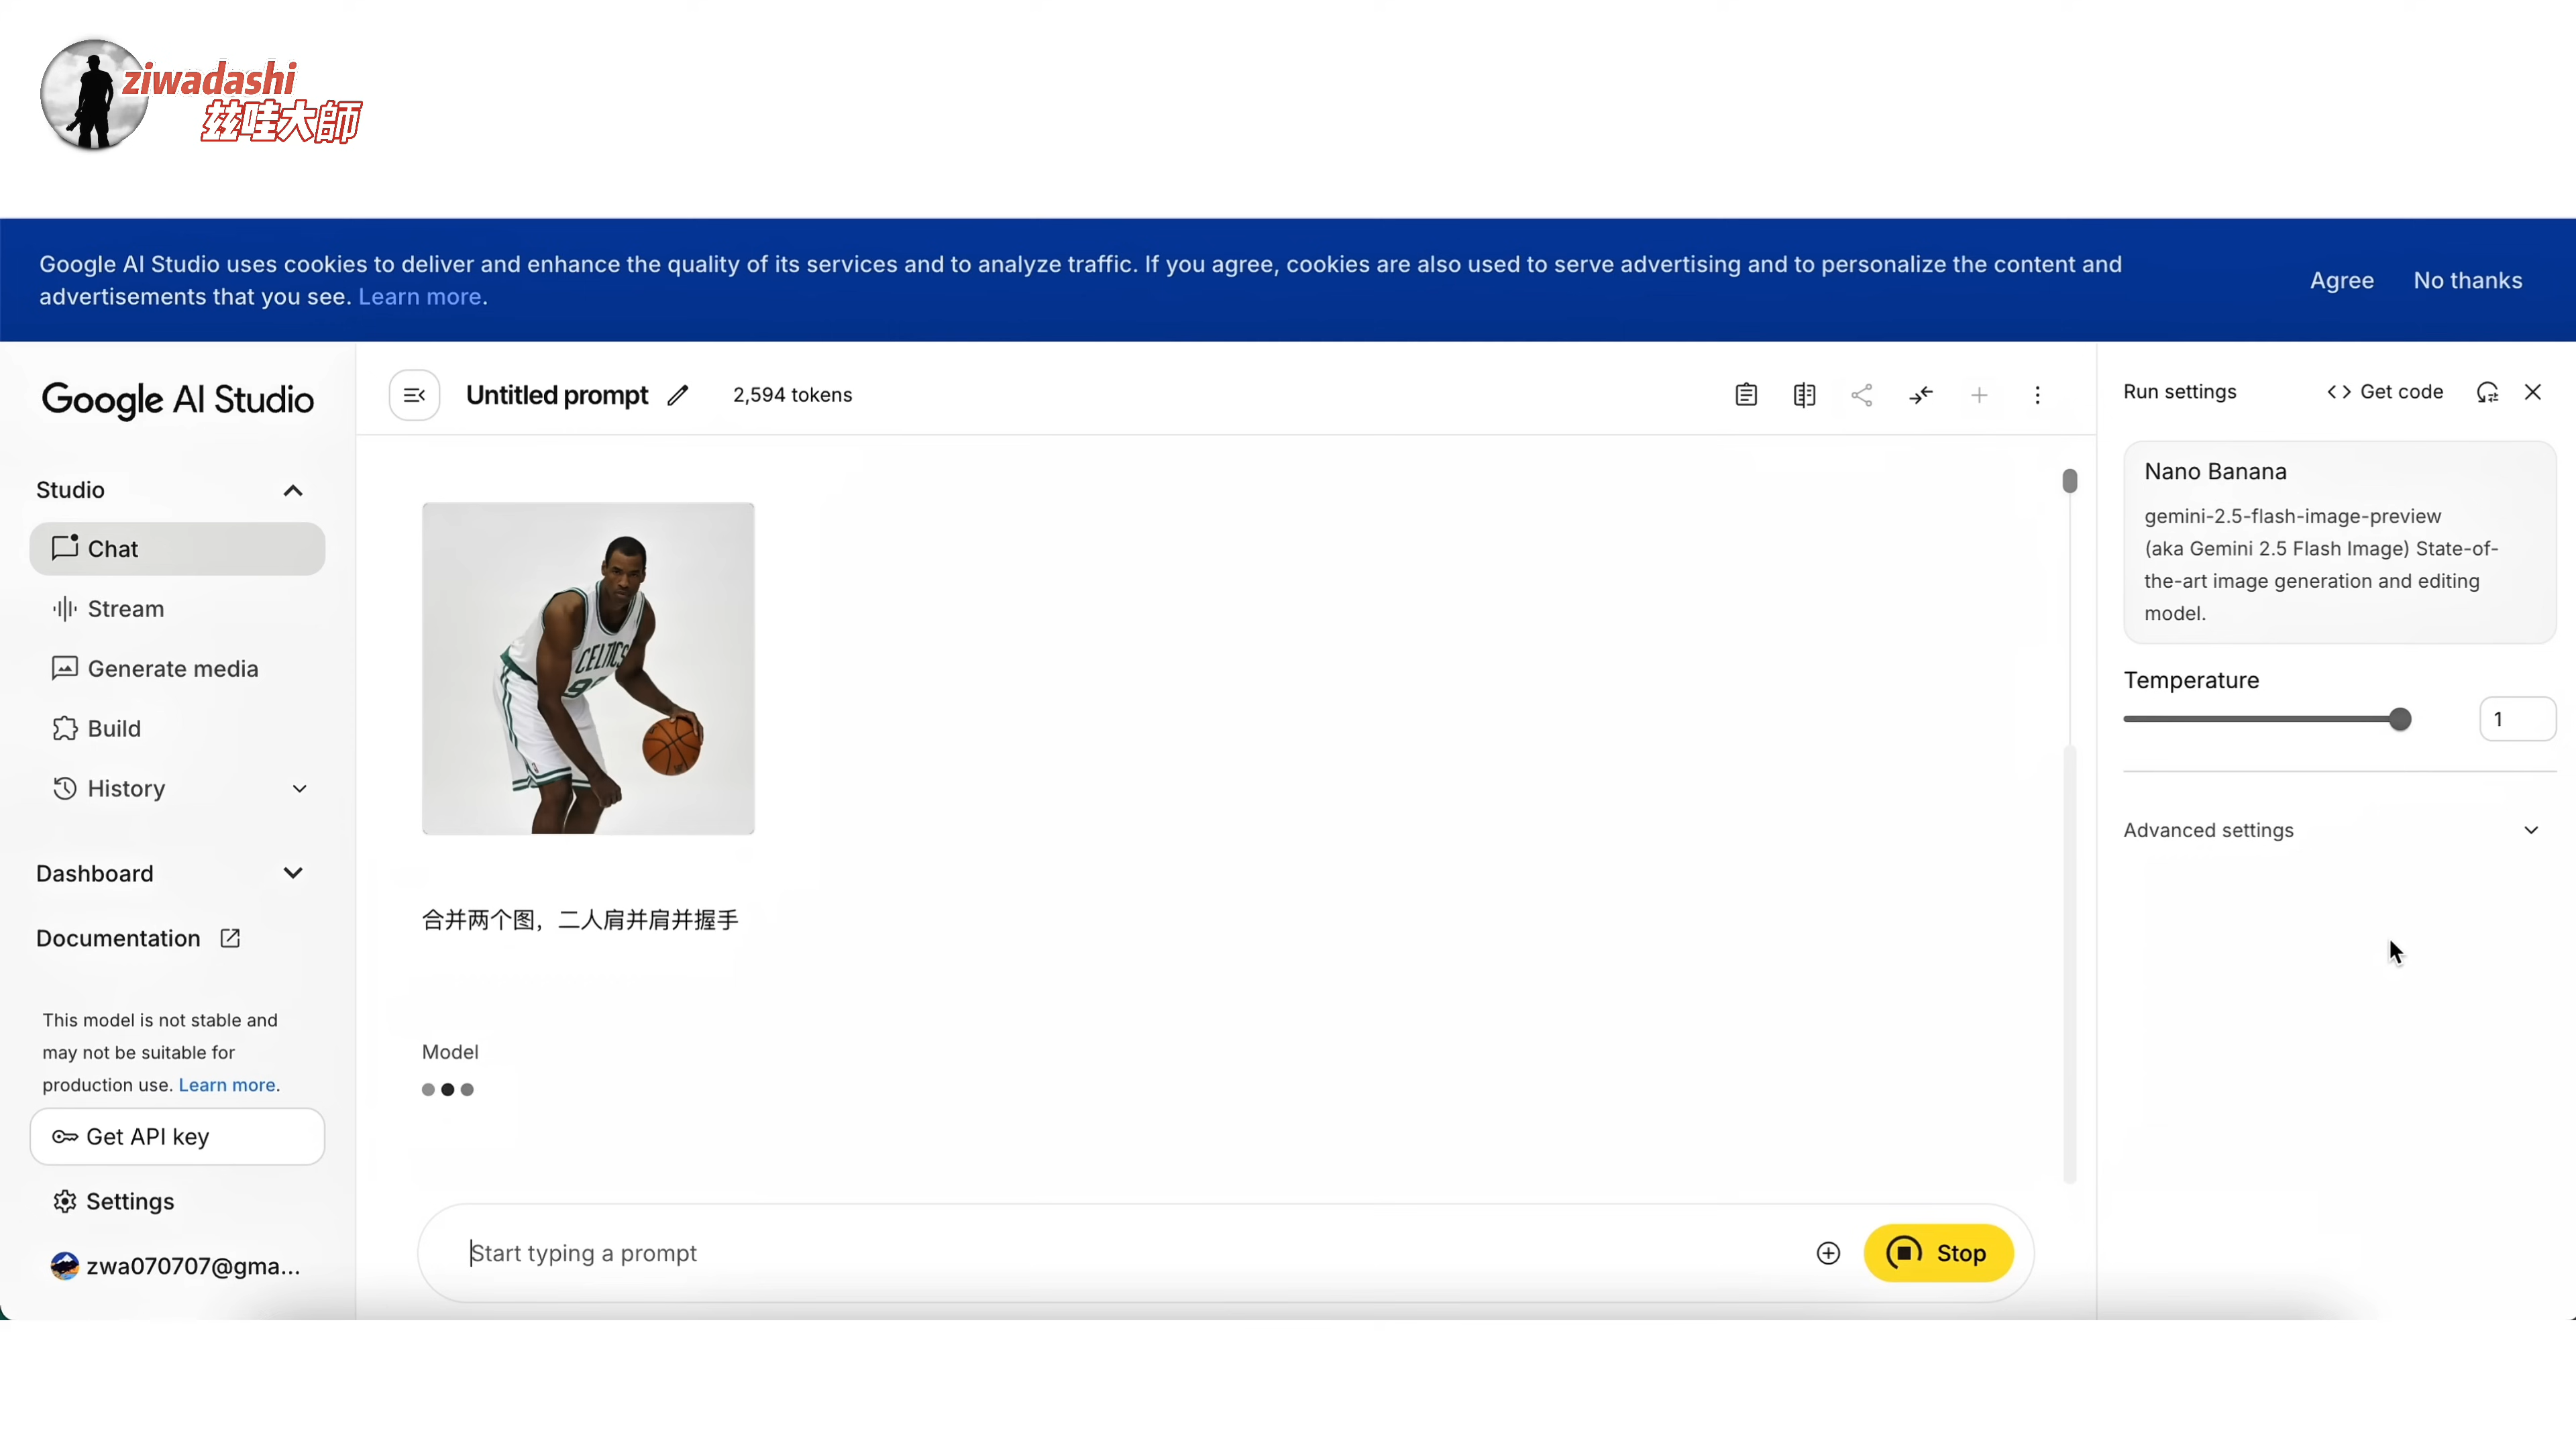 ziwadashi
兹哇大師
Google AI Studio uses cookies to deliver and enhance the quality of its services and to analyze traffic. If you agree, cookies are also used to serve advertising and to personalize the content and
advertisements that you see. Learn more.
Agree
No thanks
Google AI Studio
Studio
Chat
Stream
Generate media
Build
History
Dashboard
Documentation
This model is not stable and
may not be suitable for
production use. Learn more.
Get API key
Settings
zwa070707@gma...
Untitled prompt
2,594 tokens
CELTICS
合并两个图，二人肩并肩并握手
Model
Start typing a prompt
Stop
Run settings
Get code
Nano Banana
gemini-2.5-flash-image-preview
(aka Gemini 2.5 Flash Image) State-of-
the-art image generation and editing
model.
Temperature
1
Advanced settings